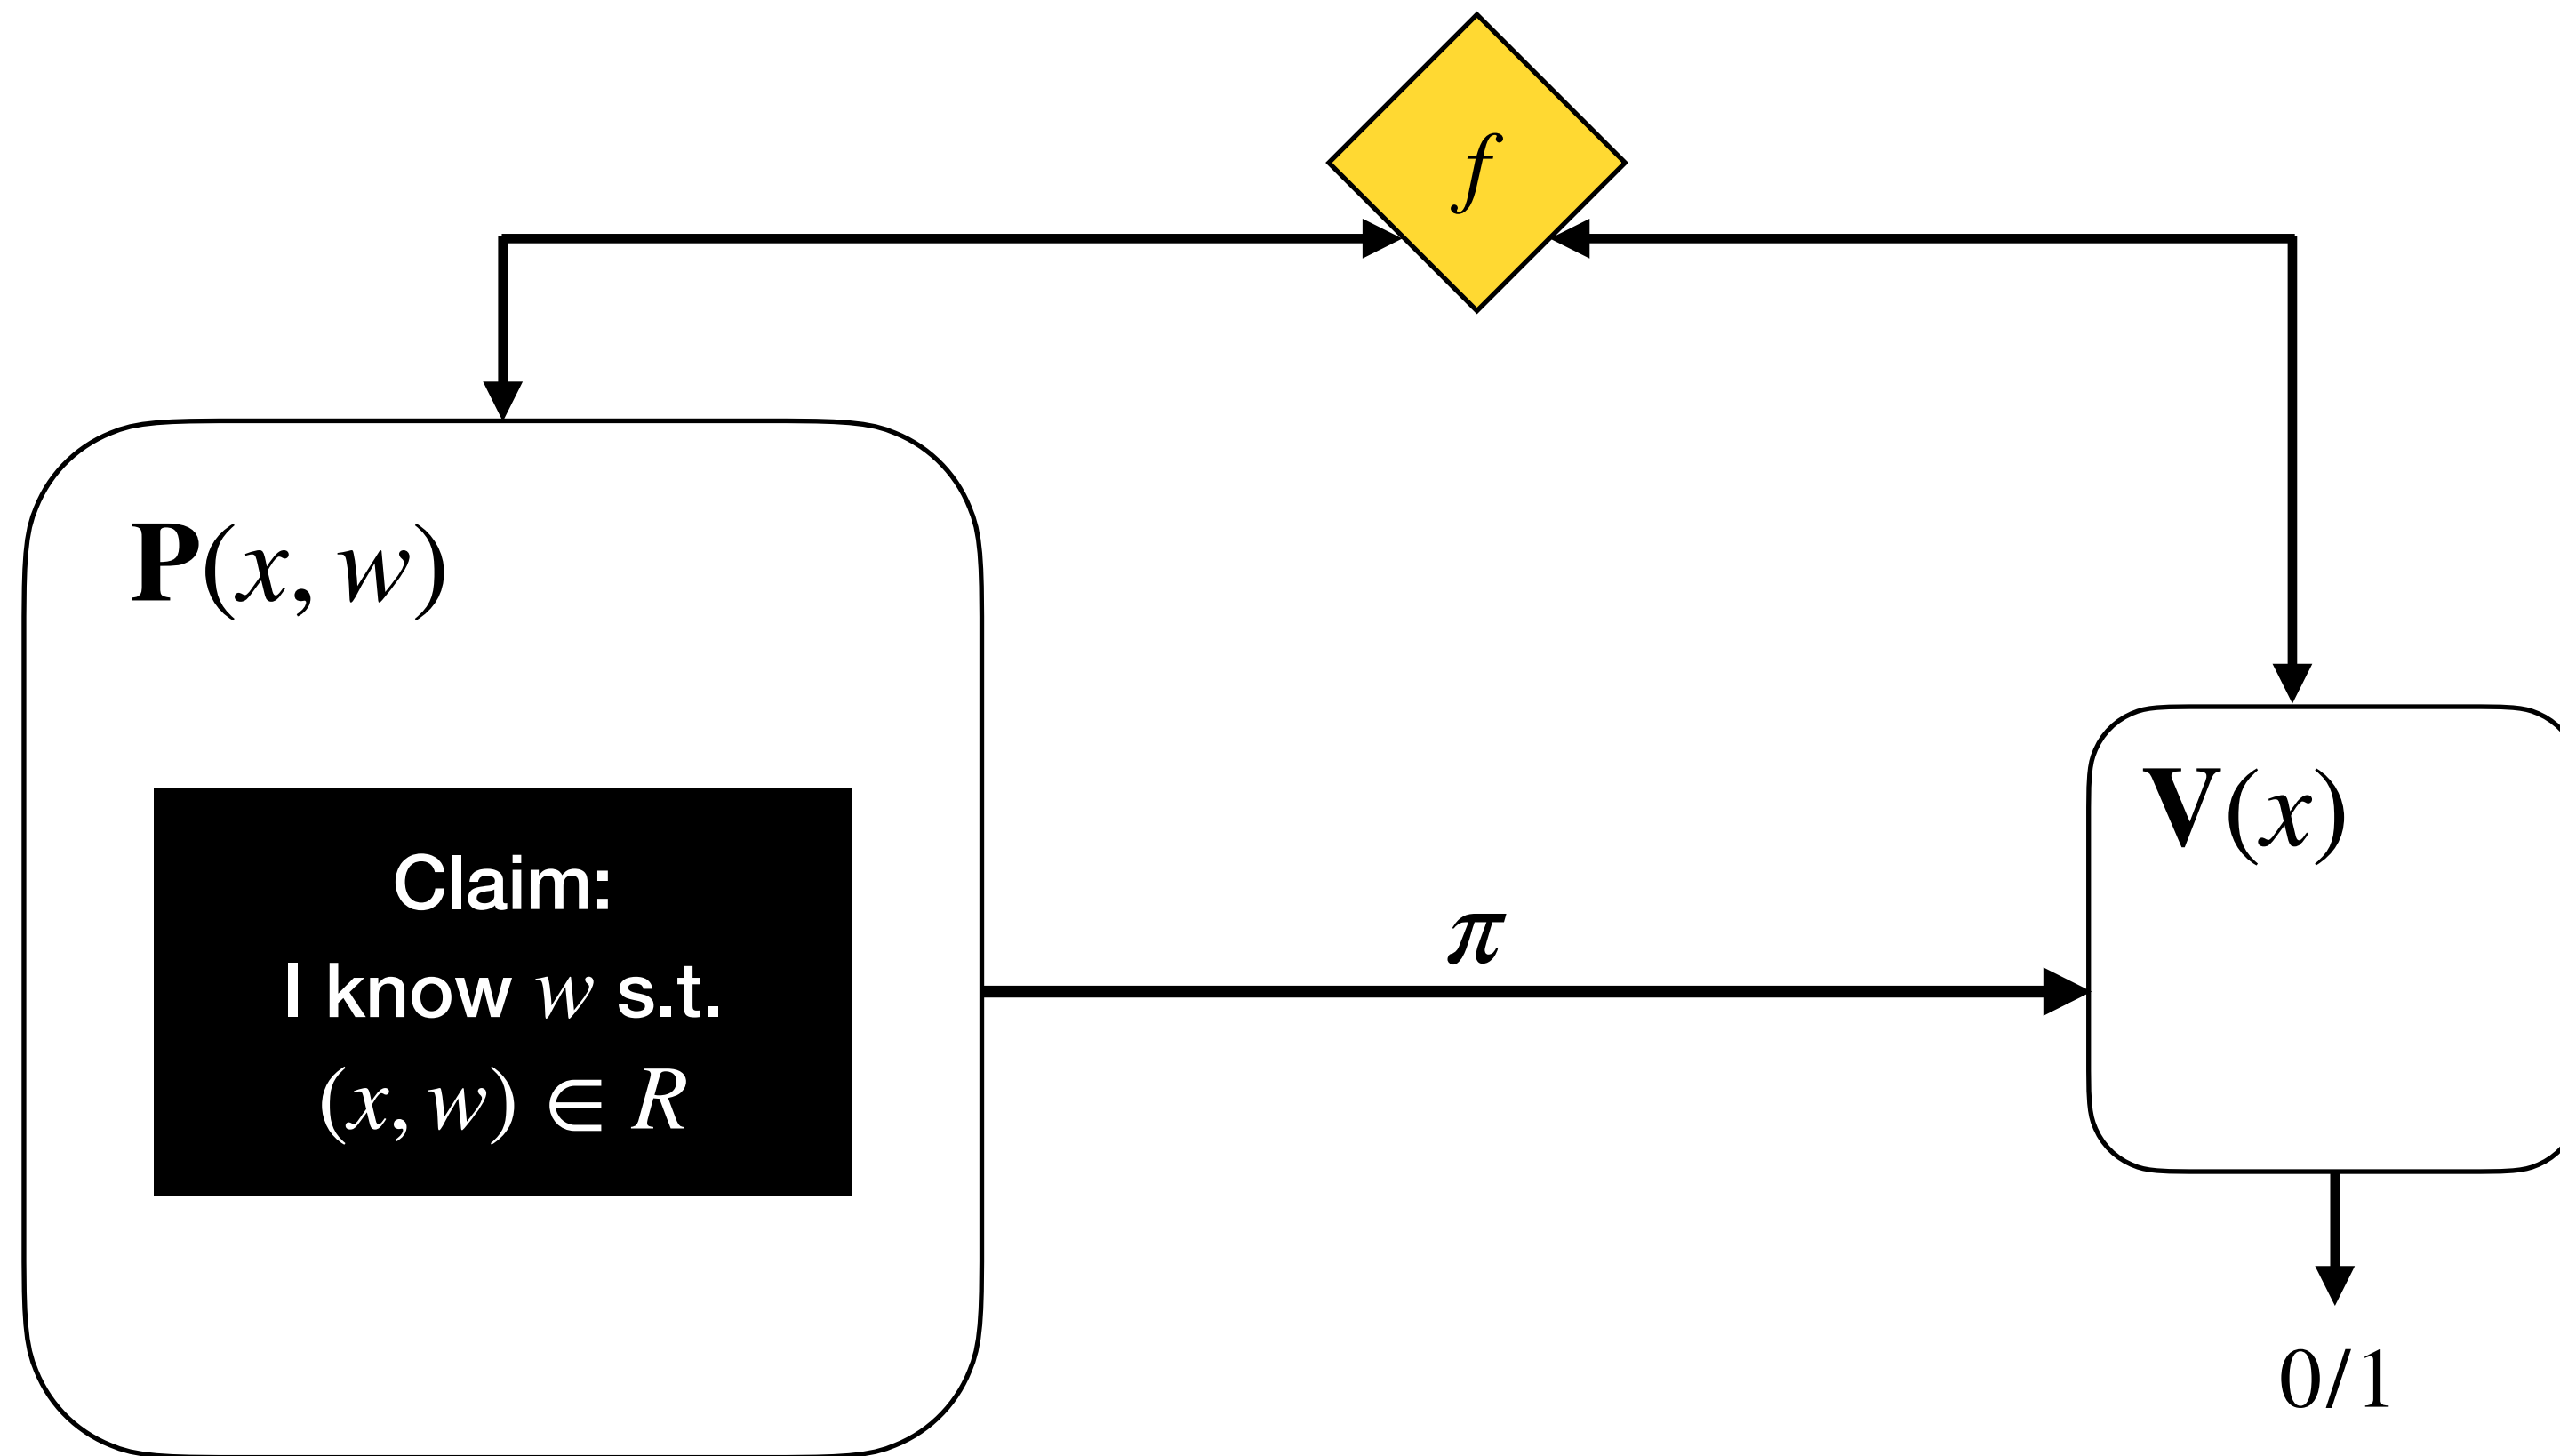 f
P(x, w)
V(x)
Claim:
I know w s.t.
(x, w) ∈ R
π
0/1